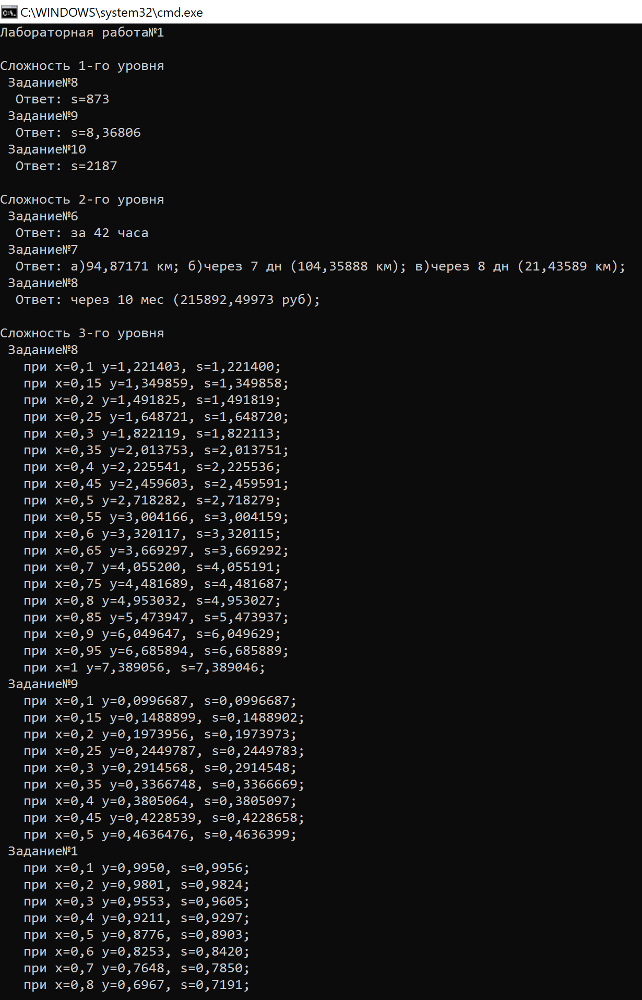 C:\WINDOWS\system32\cmd.exe
Лабораторная работа№1
Сложность 1-го уровня
Задание№8
Ответ: s=873
Задание№9
Ответ: s=8,36806
Задание№10
Ответ: s=2187
Сложность 2-го уровня
Задание№6
Ответ: за 42 часа
Задание№7
Ответ: а)94,87171 км; б)через 7 дн (104,35888 км); в)через 8 дн (21,43589 км);
Задание№8
Ответ: через 10 мес (215892,49973 руб);
Сложность 3-го уровня
Задание№8
при x=0,1 y=1,221403, s=1,221400;
при x=0,15 y=1,349859, s=1,349858;
при x=0,2 y=1,491825, s=1,491819;
при x=0,25 y=1,648721, s=1,648720;
при x=0,3 y=1,822119, s=1,822113;
при x=0,35 y=2,013753, s=2,013751;
при x=0,4 y=2,225541, s=2,225536;
при x=0,45 y=2,459603, s=2,459591;
при x=0,5 y=2,718282, s=2,718279;
при x=0,55 y=3,004166, s=3,004159;
при x=0,6 y=3,320117, s=3,320115;
при x=0,65 y=3,669297, s=3,669292;
при x=0,7 y=4,055200, s=4,055191;
при x=0,75 y=4,481689, s=4,481687;
при x=0,8 y=4,953032, s=4,953027;
при x=0,85 y=5,473947, s=5,473937;
при x=0,9 y=6,049647, s=6,049629;
при x=0,95 y=6,685894, s=6,685889;
при x=1 y=7,389056, s=7,389046;
Задание№9
при x=0,1 y=0,0996687, s=0,0996687;
при x=0,15 y=0,1488899, s=0,1488902;
при x=0,2 y=0,1973956, s=0,1973973;
при x=0,25 y=0,2449787, s=0,2449783;
при x=0,3 y=0,2914568, s=0,2914548;
при x=0,35 y=0,3366748, s=0,3366669;
при x=0,4 y=0,3805064, s=0,3805097;
при x=0,45 y=0,4228539, s=0,4228658;
при x=0,5 y=0,4636476, s=0,4636399;
Задание№1
при x=0,1 y=0,9950, s=0,9956;
при x=0,2 y=0,9801, s=0,9824;
при x=0,3 y=0,9553, s=0,9605;
при x=0,4 y=0,9211, s=0,9297;
при x=0,5 y=0,8776, s=0,8903;
при x=0,6 y=0,8253, s=0,8420;
при x=0,7 y=0,7648, s=0,7850;
при x=0,8 y=0,6967, s=0,7191;